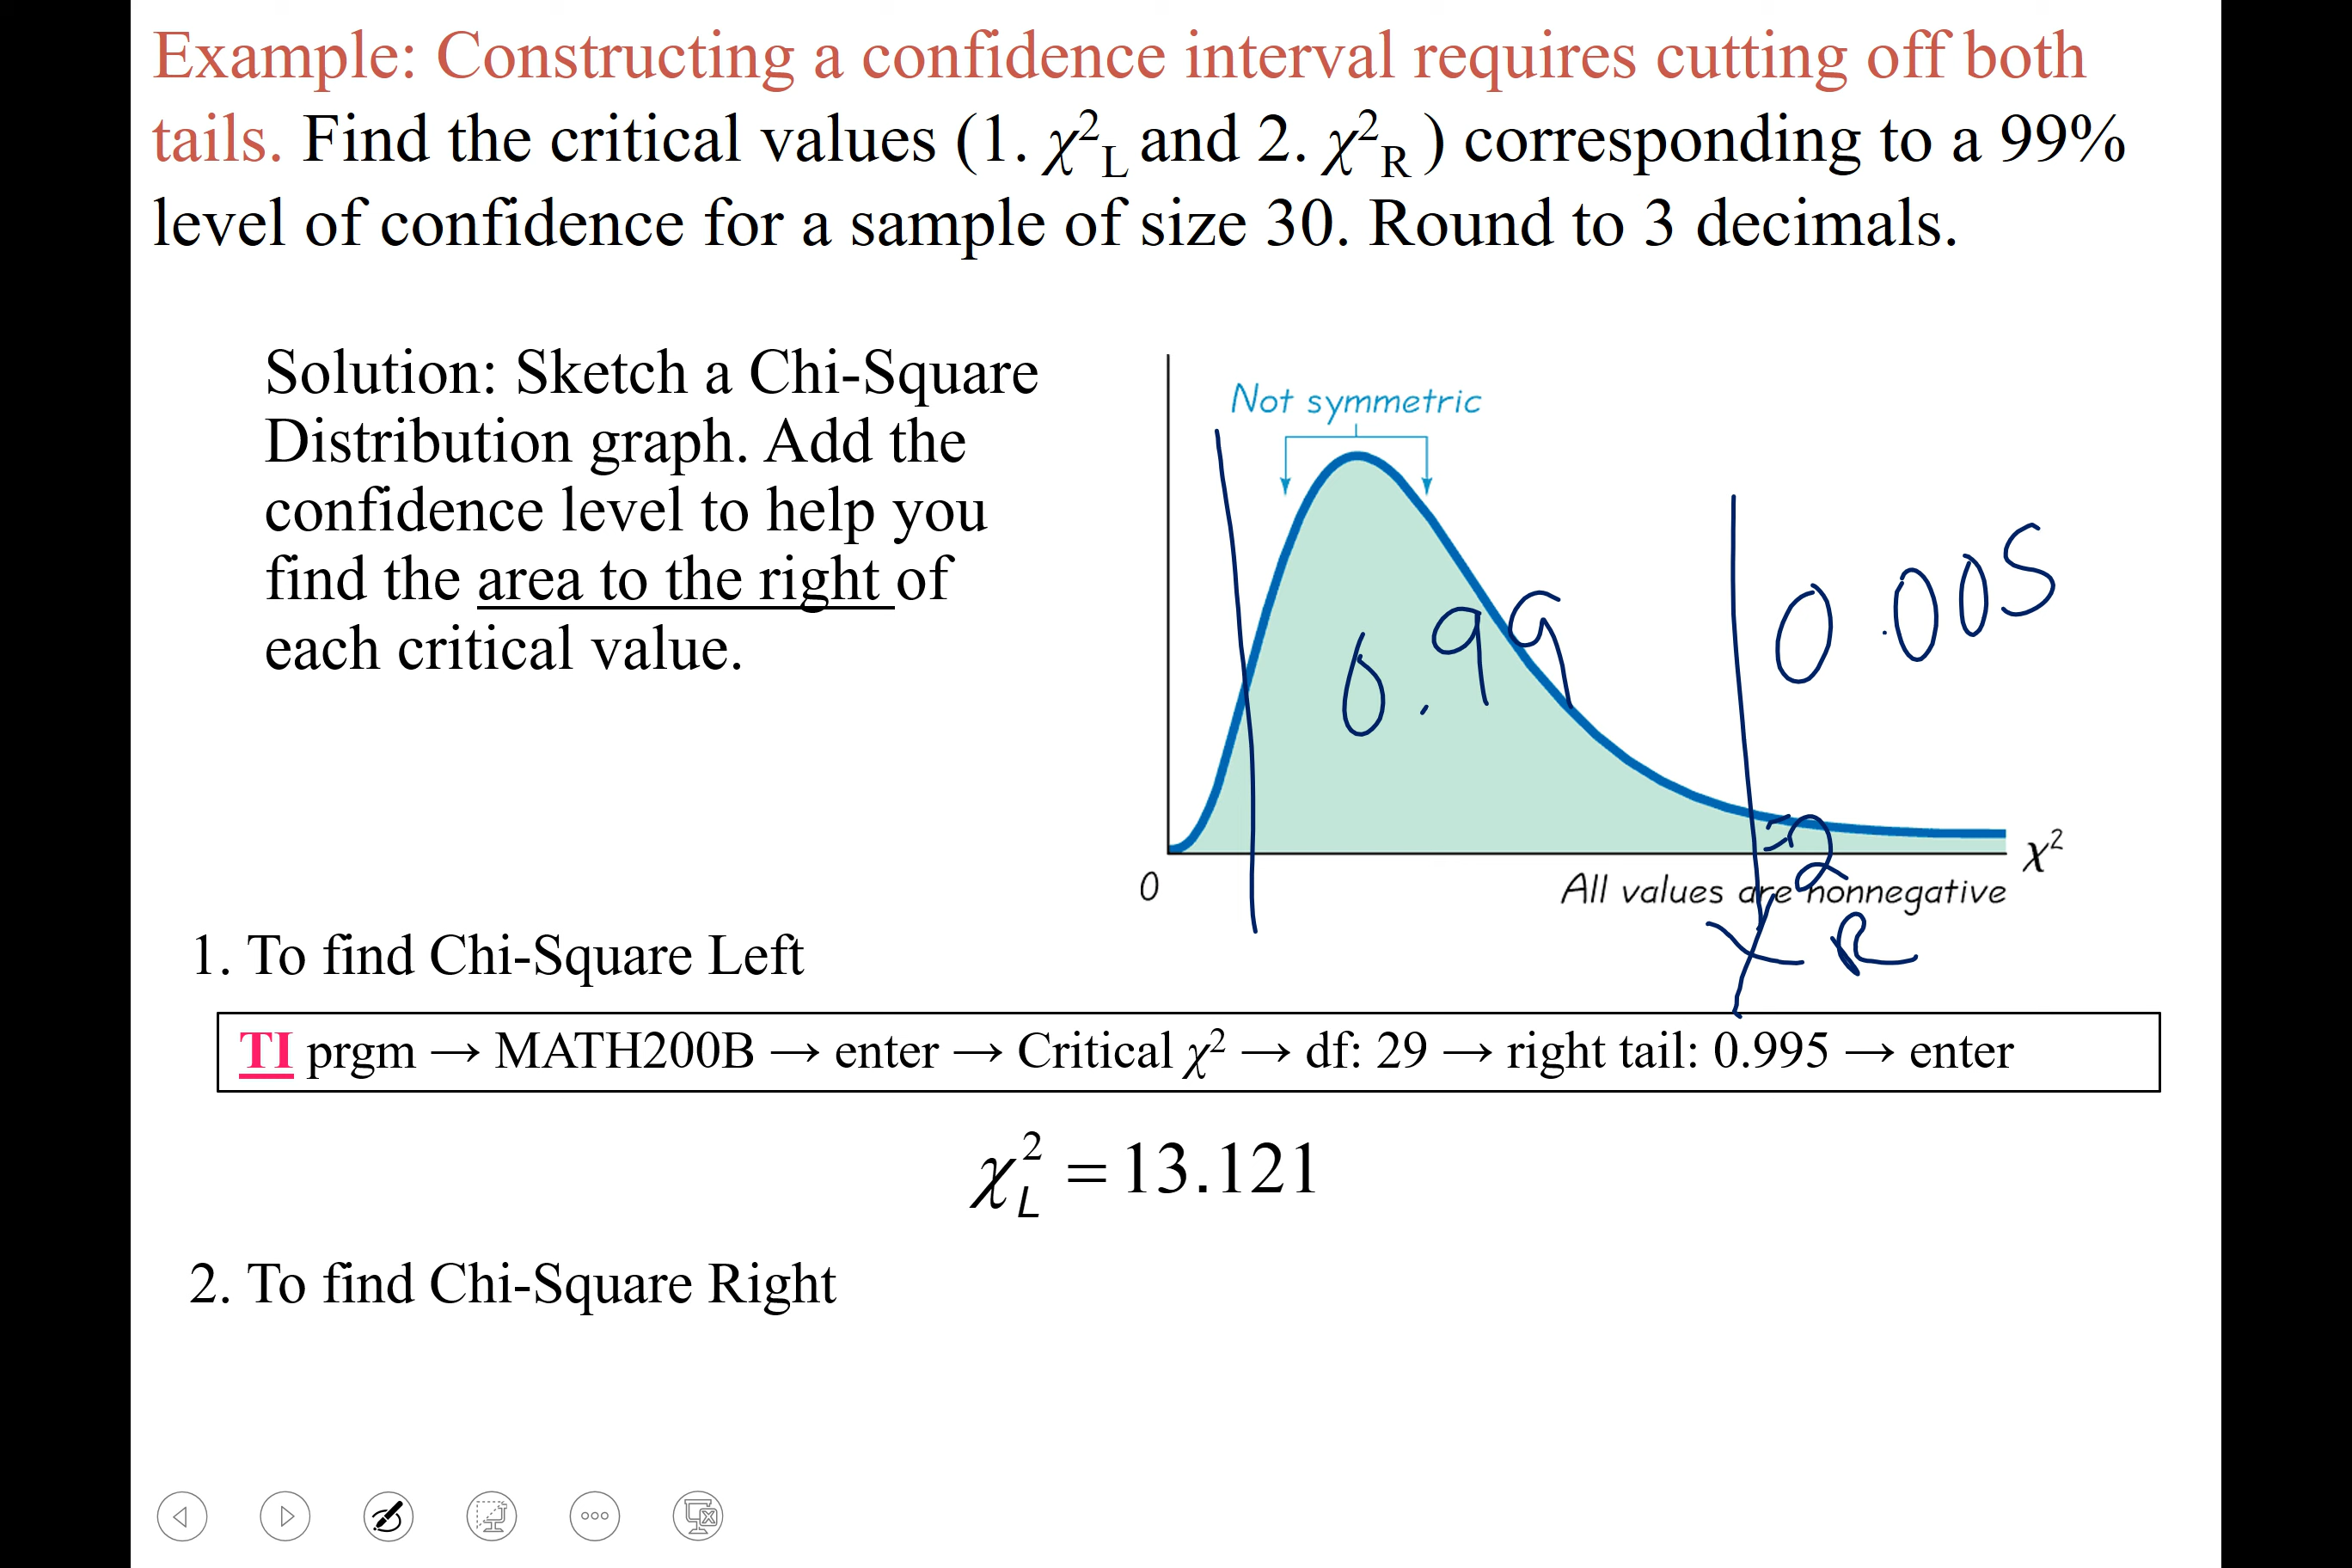 Example: Constructing a confidence interval requires cutting off both
tails. Find the critical values (1. χ²L and 2. χ²R ) corresponding to a 99%
level of confidence for a sample of size 30. Round to 3 decimals.
Solution: Sketch a Chi-Square
Distribution graph. Add the
confidence level to help you
find the area to the right of
each critical value.
Not symmetric
0.99
0.005
χ²
0
All values are nonnegative
χ²R
1. To find Chi-Square Left
TI prgm → MATH200B → enter → Critical χ² → df: 29 → right tail: 0.995 → enter
χ²L = 13.121
2. To find Chi-Square Right